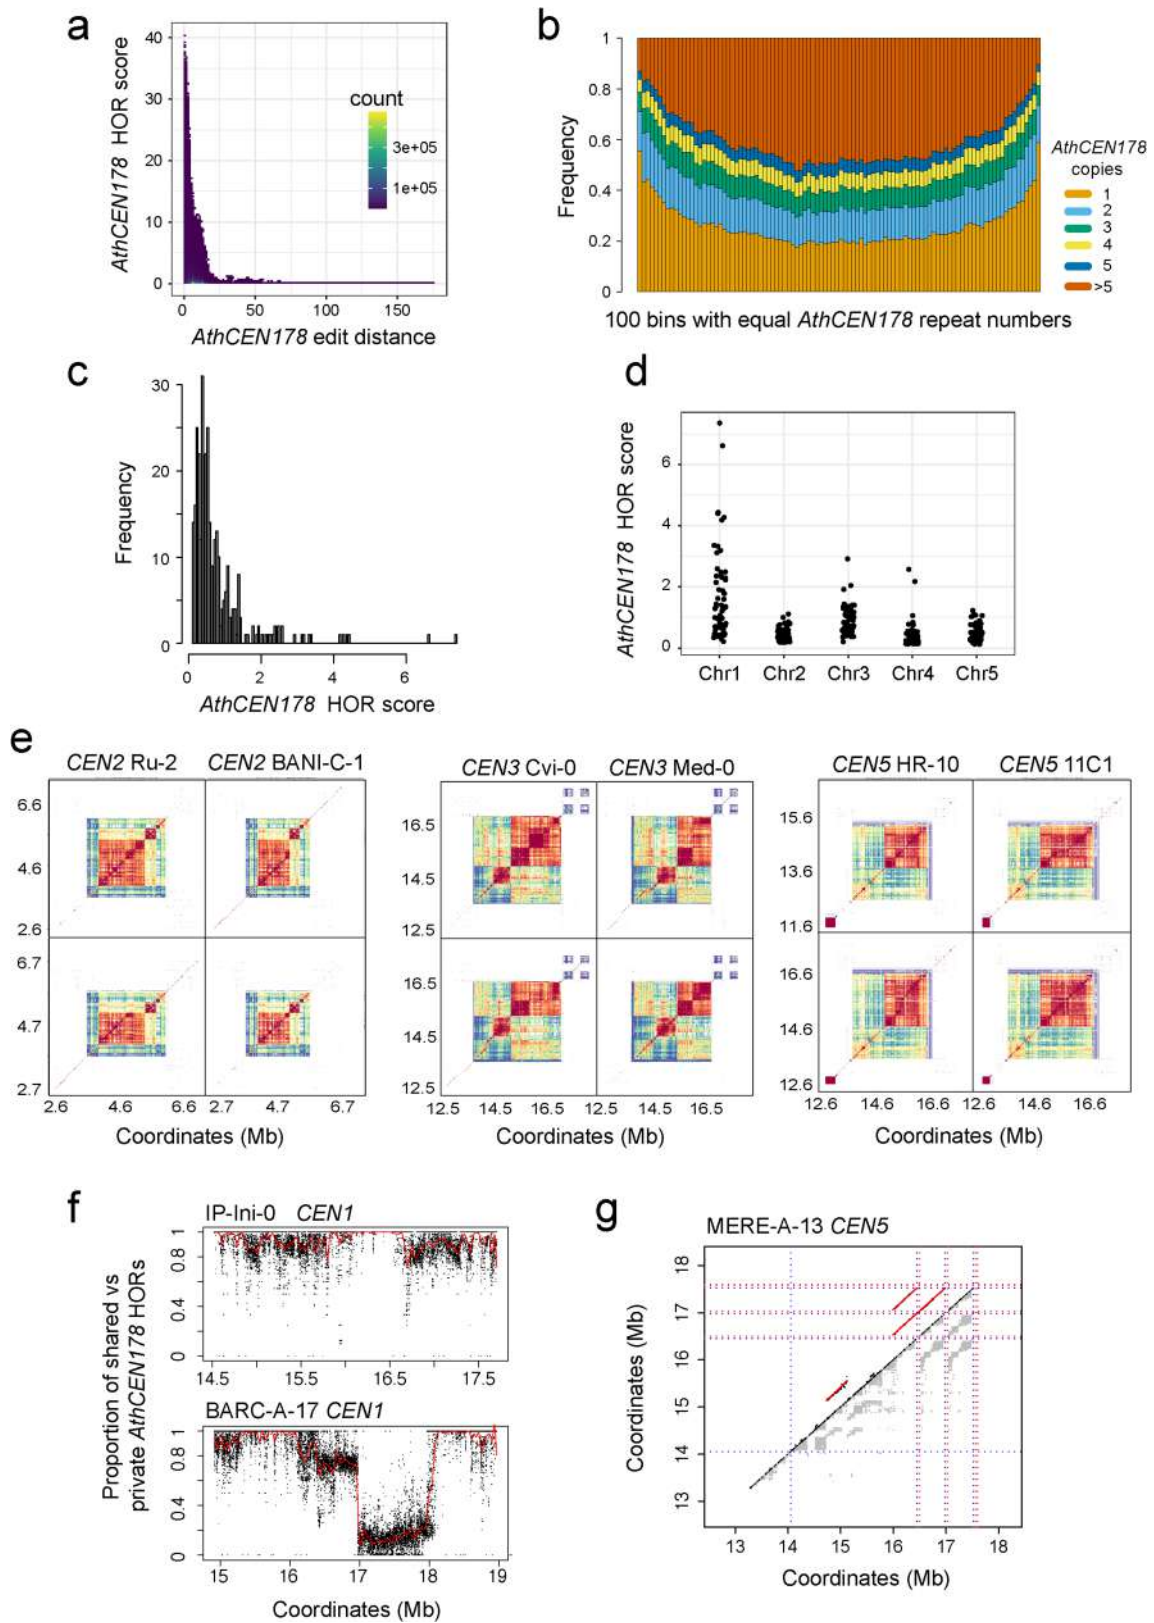 a
AthCEN178 HOR score
40
30
20
10
0
count
3e+05
1e+05
0
50
100
150
AthCEN178 edit distance
b
Frequency
1
0.8
0.6
0.4
0.2
0
100 bins with equal AthCEN178 repeat numbers
AthCEN178
copies
1
2
3
4
5
>5
c
Frequency
30
20
10
0
0
2
4
6
AthCEN178 HOR score
d
AthCEN178 HOR score
6
4
2
0
Chr1 Chr2 Chr3 Chr4 Chr5
e
CEN2 Ru-2
CEN2 BANI-C-1
6.6
4.6
2.6
6.7
4.7
2.7
2.6 4.6 6.6 2.7 4.7 6.7
Coordinates (Mb)
CEN3 Cvi-0
CEN3 Med-0
16.5
14.5
12.5
16.5
14.5
12.5
12.5 14.5 16.5 12.5 14.5 16.5
Coordinates (Mb)
CEN5 HR-10
CEN5 11C1
15.6
13.6
11.6
16.6
14.6
12.6
12.6 14.6 16.6 12.6 14.6 16.6
Coordinates (Mb)
f
Proportion of shared vs
private AthCEN178 HORs
IP-Ini-0 CEN1
1
0.8
0.4
0
14.5 15.5 16.5 17.5
BARC-A-17 CEN1
1
0.8
0.4
0
15 16 17 18 19
Coordinates (Mb)
g
MERE-A-13 CEN5
Coordinates (Mb)
18
17
16
15
14
13
13 14 15 16 17 18
Coordinates (Mb)